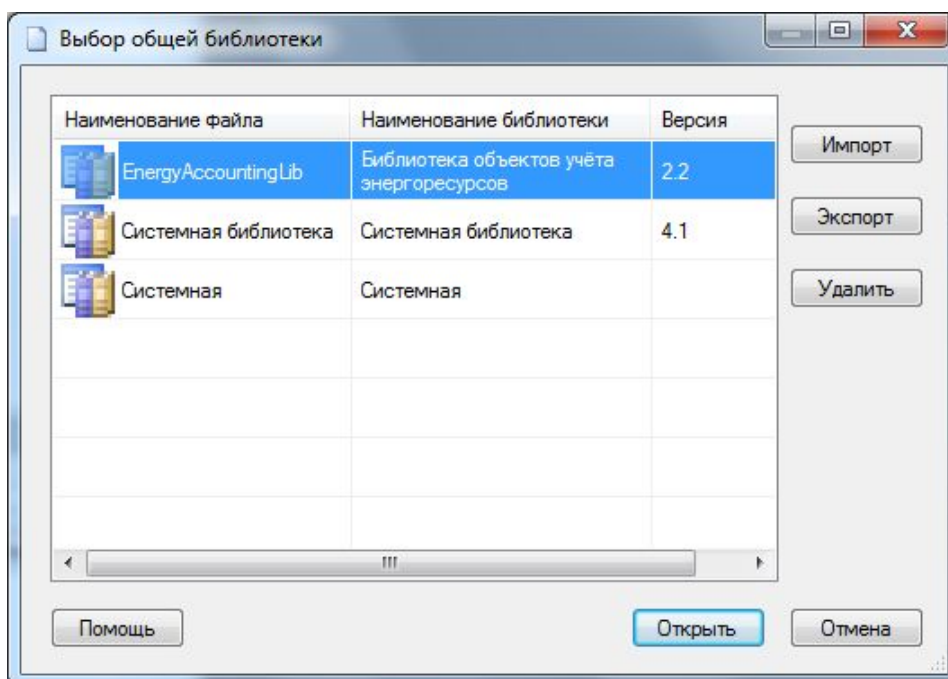 Выбор общей библиотеки
Наименование файла Наименование библиотеки Версия
EnergyAccountingLib Библиотека объектов учёта энергоресурсов 2.2
Системная библиотека Системная библиотека 4.1
Системная Системная
Импорт
Экспорт
Удалить
Помощь Открыть Отмена